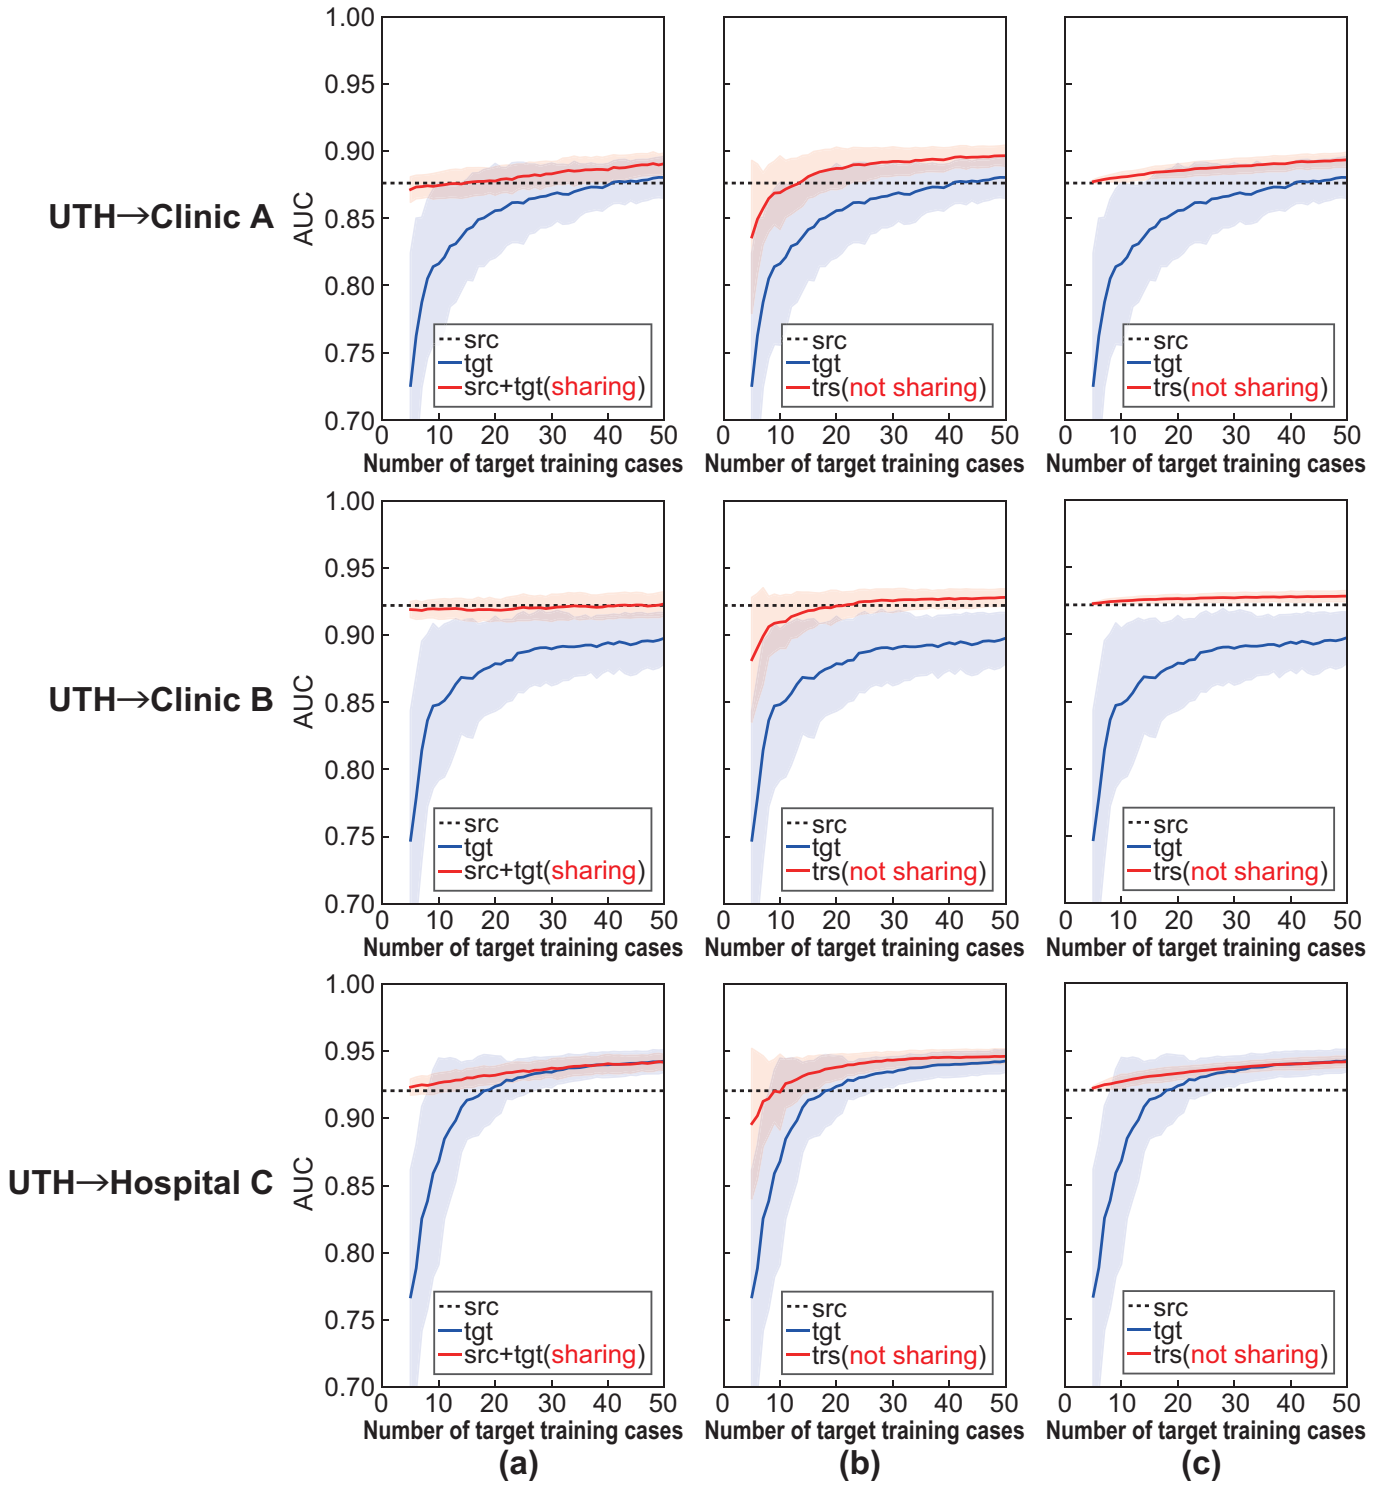 UTH→Clinic A
AUC
1.00
0.95
0.90
0.85
0.80
0.75
0.70
src
tgt
src+tgt(sharing)
0 10 20 30 40 50
Number of target training cases
src
tgt
trs(not sharing)
0 10 20 30 40 50
Number of target training cases
src
tgt
trs(not sharing)
0 10 20 30 40 50
Number of target training cases
UTH→Clinic B
AUC
1.00
0.95
0.90
0.85
0.80
0.75
0.70
src
tgt
src+tgt(sharing)
0 10 20 30 40 50
Number of target training cases
src
tgt
trs(not sharing)
0 10 20 30 40 50
Number of target training cases
src
tgt
trs(not sharing)
0 10 20 30 40 50
Number of target training cases
UTH→Hospital C
AUC
1.00
0.95
0.90
0.85
0.80
0.75
0.70
src
tgt
src+tgt(sharing)
0 10 20 30 40 50
Number of target training cases
(a)
src
tgt
trs(not sharing)
0 10 20 30 40 50
Number of target training cases
(b)
src
tgt
trs(not sharing)
0 10 20 30 40 50
Number of target training cases
(c)